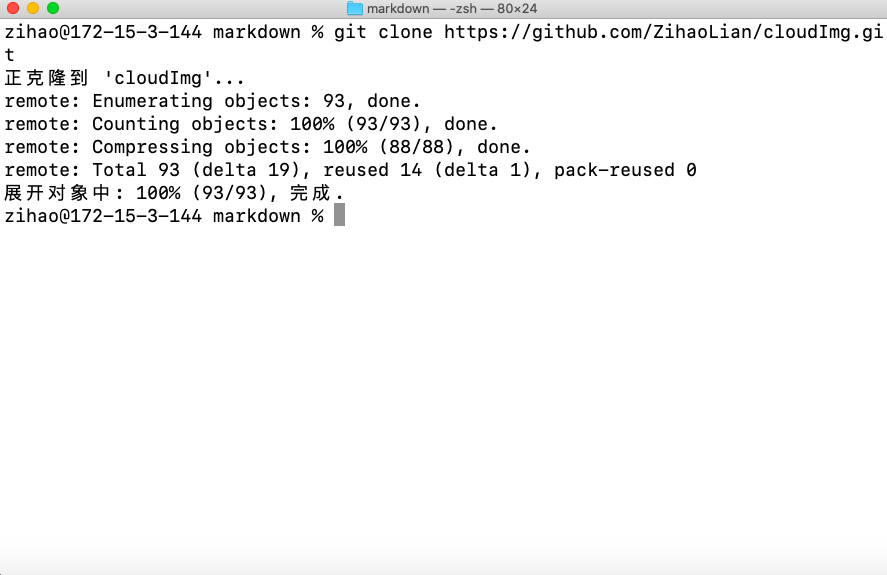 markdown — -zsh — 80×24
zihao@172-15-3-144 markdown % git clone https://github.com/ZihaoLian/cloudImg.gi
t
正克隆到 'cloudImg'...
remote: Enumerating objects: 93, done.
remote: Counting objects: 100% (93/93), done.
remote: Compressing objects: 100% (88/88), done.
remote: Total 93 (delta 19), reused 14 (delta 1), pack-reused 0
展开对象中: 100% (93/93), 完成.
zihao@172-15-3-144 markdown %